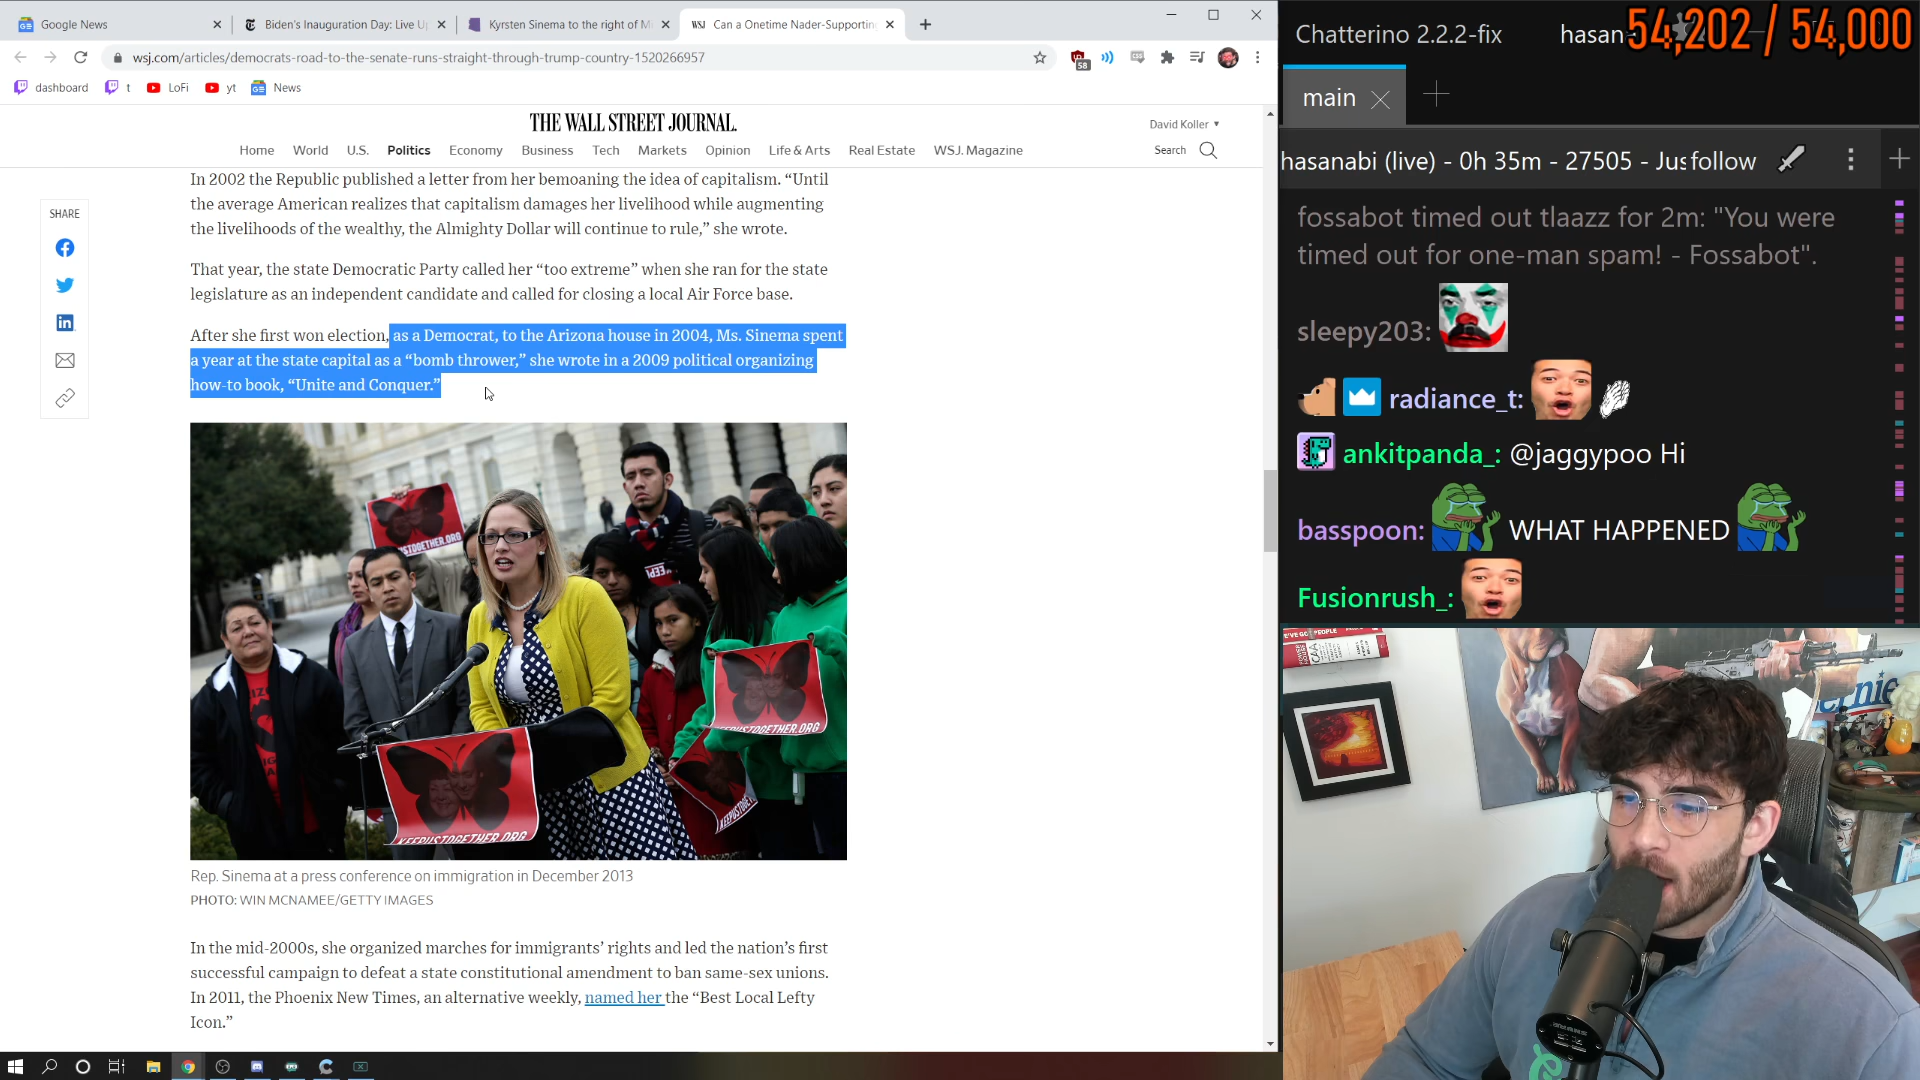 Google News
Biden's Inauguration Day: Live U
Kyrsten Sinema to the right of M
WSJ
Can a Onetime Nader-Supportin
wsj.com/articles/democrats-road-to-the-senate-runs-straight-through-trump-country-1520266957
58
dashboard
t
LoFi
yt
News
THE WALL STREET JOURNAL.
David Koller
Home
World
U.S.
Politics
Economy
Business
Tech
Markets
Opinion
Life & Arts
Real Estate
WSJ. Magazine
Search
SHARE
In 2002 the Republic published a letter from her bemoaning the idea of capitalism. “Until
the average American realizes that capitalism damages her livelihood while augmenting
the livelihoods of the wealthy, the Almighty Dollar will continue to rule,” she wrote.
That year, the state Democratic Party called her “too extreme” when she ran for the state
legislature as an independent candidate and called for closing a local Air Force base.
After she first won election, as a Democrat, to the Arizona house in 2004, Ms. Sinema spent
a year at the state capital as a “bomb thrower,” she wrote in a 2009 political organizing
how-to book, “Unite and Conquer.”
KEEPUSTOGETHER.ORG
Rep. Sinema at a press conference on immigration in December 2013
PHOTO: WIN MCNAMEE/GETTY IMAGES
In the mid-2000s, she organized marches for immigrants’ rights and led the nation’s first
successful campaign to defeat a state constitutional amendment to ban same-sex unions.
In 2011, the Phoenix New Times, an alternative weekly, named her the “Best Local Lefty
Icon.”
Chatterino 2.2.2-fix
hasan
54,202 / 54,000
main
hasanabi (live) - 0h 35m - 27505 - Jus
follow
fossabot timed out tlaazz for 2m: "You were
timed out for one-man spam! - Fossabot".
sleepy203:
radiance_t:
ankitpanda_: @jaggypoo Hi
basspoon: WHAT HAPPENED
Fusionrush_: